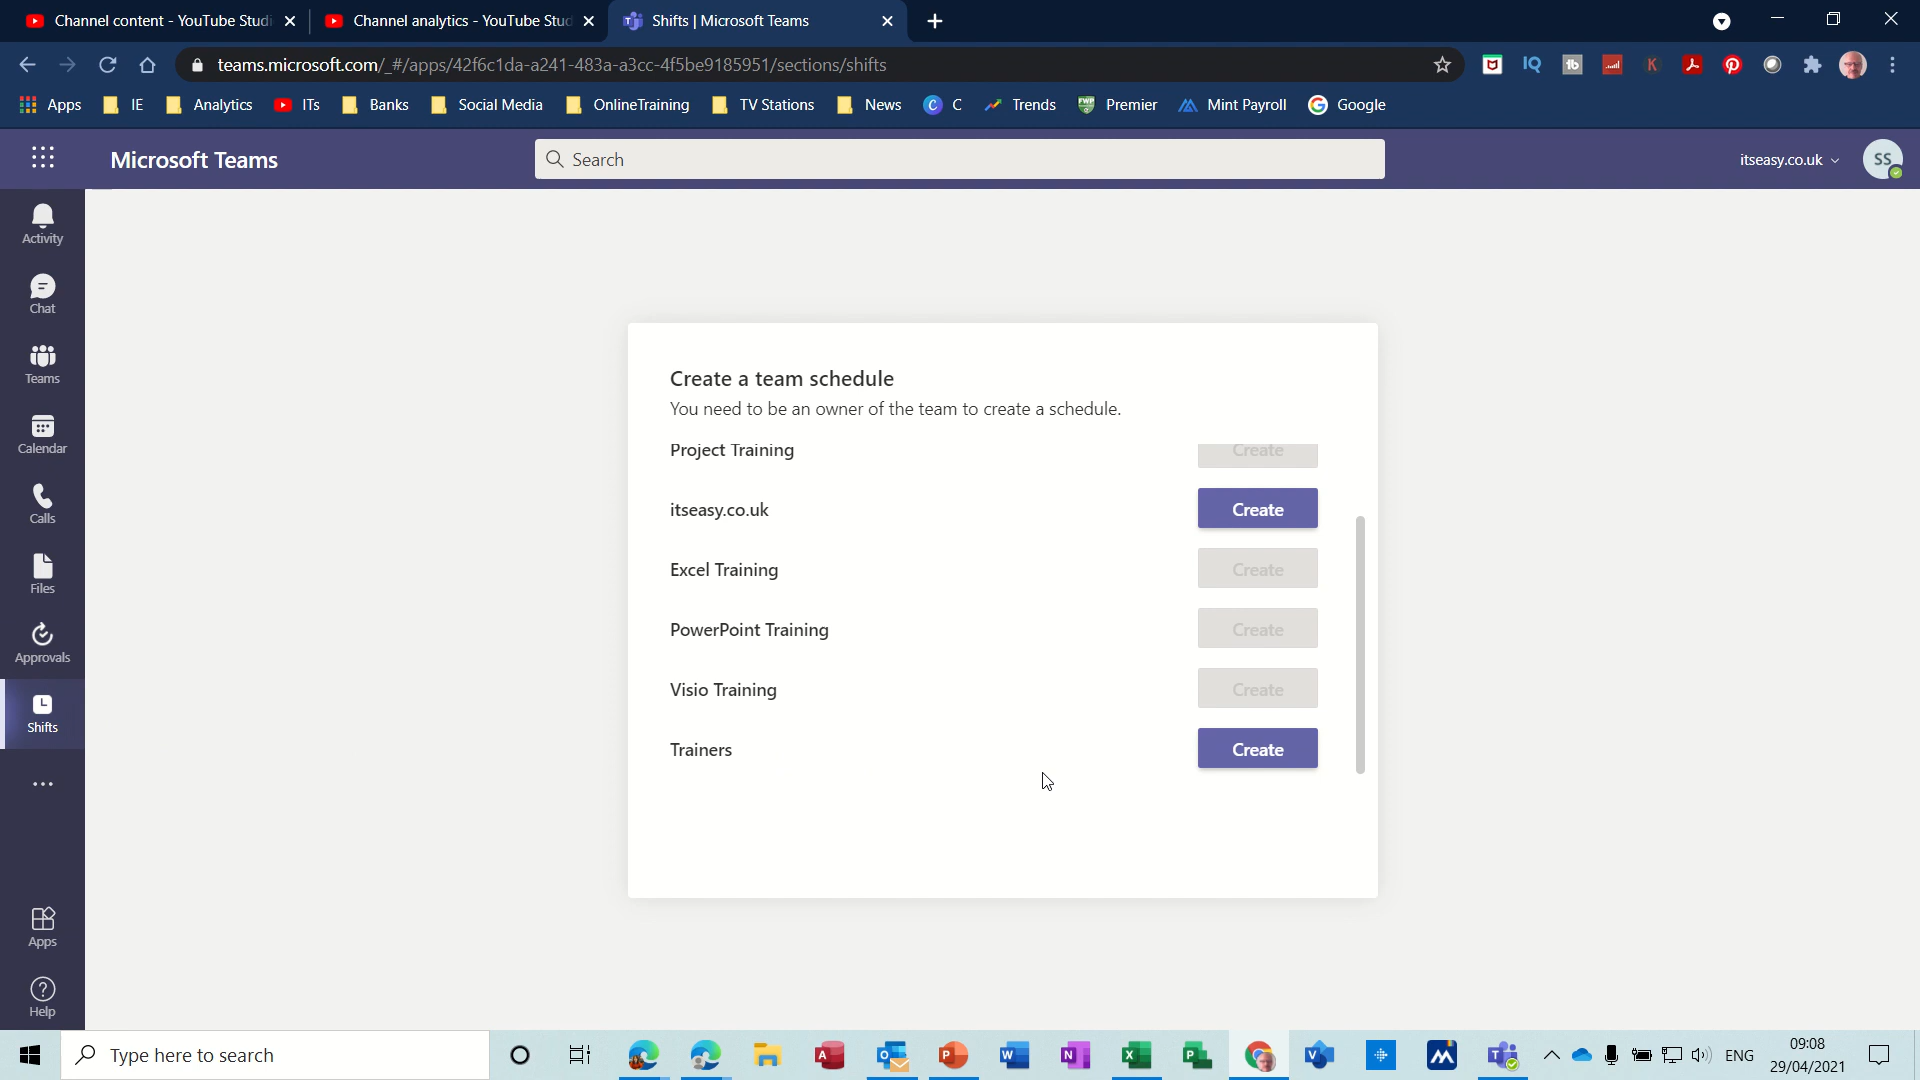 Channel content - YouTube Studi
Channel analytics - YouTube Stud
Shifts | Microsoft Teams
teams.microsoft.com/_#/apps/42f6c1da-a241-483a-a3cc-4f5be9185951/sections/shifts
Apps IE Analytics ITs Banks Social Media OnlineTraining TV Stations News C Trends Premier Mint Payroll Google
Microsoft Teams
Search
itseasy.co.uk
SS
Activity
Chat
Teams
Calendar
Calls
Files
Approvals
Shifts
Apps
Help
Create a team schedule
You need to be an owner of the team to create a schedule.
Project Training Create
itseasy.co.uk Create
Excel Training Create
PowerPoint Training Create
Visio Training Create
Trainers Create
Type here to search
ENG
09:08
29/04/2021